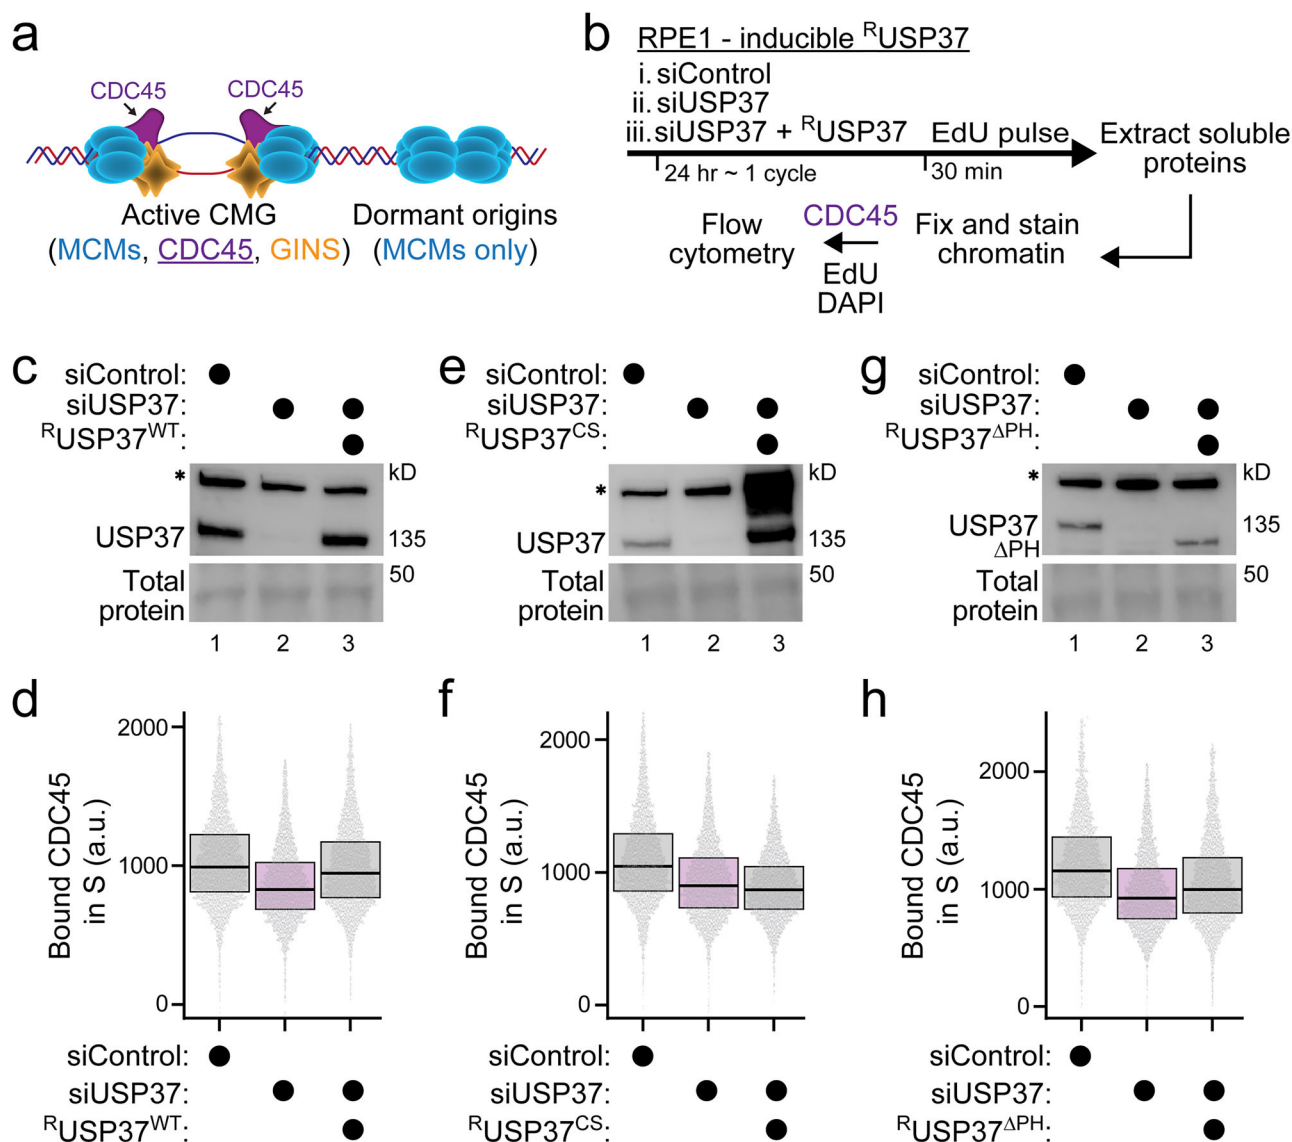 a
CDC45 CDC45
Active CMG
(MCMs, CDC45, GINS)
Dormant origins
(MCMs only)
b
RPE1 - inducible ᴿUSP37
i. siControl
ii. siUSP37
iii. siUSP37 + ᴿUSP37
EdU pulse
24 hr ~ 1 cycle
30 min
Extract soluble
proteins
Fix and stain
chromatin
CDC45
EdU
DAPI
Flow
cytometry
c
siControl:
siUSP37:
ᴿUSP37ᵂᵀ:
*
kD
USP37
135
Total
protein
50
1 2 3
e
siControl:
siUSP37:
ᴿUSP37ᶜˢ:
*
kD
USP37
135
Total
protein
50
1 2 3
g
siControl:
siUSP37:
ᴿUSP37ᐞᴾᴴ:
*
kD
USP37
135
ΔPH
Total
protein
50
1 2 3
d
Bound CDC45
in S (a.u.)
2000
1000
0
siControl:
siUSP37:
ᴿUSP37ᵂᵀ:
f
Bound CDC45
in S (a.u.)
2000
1000
0
siControl:
siUSP37:
ᴿUSP37ᶜˢ:
h
Bound CDC45
in S (a.u.)
2000
1000
0
siControl:
siUSP37:
ᴿUSP37ᐞᴾᴴ: